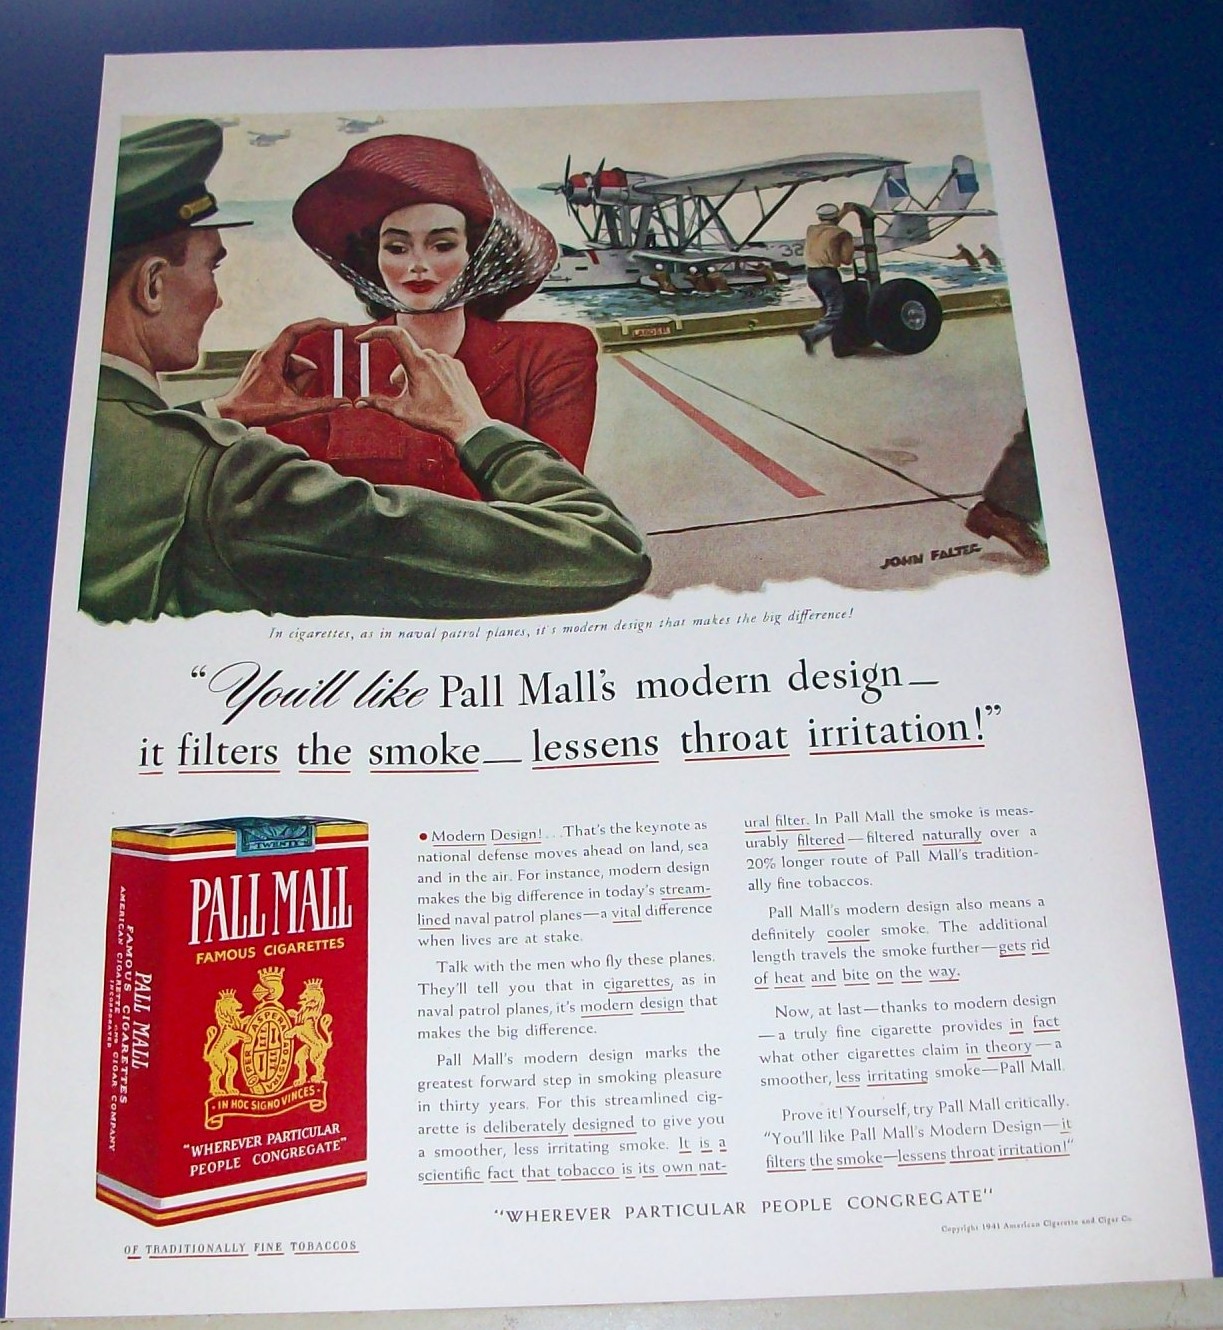 32
LANGER
JOHN FALTER
In cigarettes, as in naval patrol planes, it's modern design that makes the big difference!
“You'll like Pall Mall's modern design—
it filters the smoke—lessens throat irritation!”
TWENTY
PALL MALL
FAMOUS CIGARETTES
PER ASPERA AD ASTRA
IN HOC SIGNO VINCES
"WHEREVER PARTICULAR
PEOPLE CONGREGATE"
PALL MALL
FAMOUS CIGARETTES
AMERICAN CIGARETTE AND CIGAR COMPANY
INCORPORATED
OF TRADITIONALLY FINE TOBACCOS
• Modern Design!...That's the keynote as
national defense moves ahead on land, sea
and in the air. For instance, modern design
makes the big difference in today's stream-
lined naval patrol planes—a vital difference
when lives are at stake.
Talk with the men who fly these planes.
They'll tell you that in cigarettes, as in
naval patrol planes, it's modern design that
makes the big difference.
Pall Mall's modern design marks the
greatest forward step in smoking pleasure
in thirty years. For this streamlined cig-
arette is deliberately designed to give you
a smoother, less irritating smoke. It is a
scientific fact that tobacco is its own nat-
ural filter. In Pall Mall the smoke is meas-
urably filtered—filtered naturally over a
20% longer route of Pall Mall's tradition-
ally fine tobaccos.
Pall Mall's modern design also means a
definitely cooler smoke. The additional
length travels the smoke further—gets rid
of heat and bite on the way.
Now, at last—thanks to modern design
—a truly fine cigarette provides in fact
what other cigarettes claim in theory—a
smoother, less irritating smoke—Pall Mall.
Prove it! Yourself, try Pall Mall critically.
"You'll like Pall Mall's Modern Design—it
filters the smoke—lessens throat irritation!"
"WHEREVER PARTICULAR PEOPLE CONGREGATE"
Copyright 1941 American Cigarette and Cigar Co